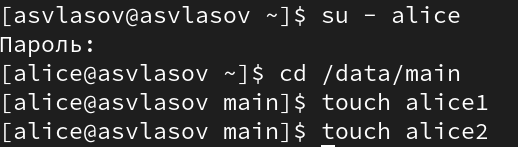 [asvlasov@asvlasov ~]$ su - alice
Пароль:
[alice@asvlasov ~]$ cd /data/main
[alice@asvlasov main]$ touch alice1
[alice@asvlasov main]$ touch alice2